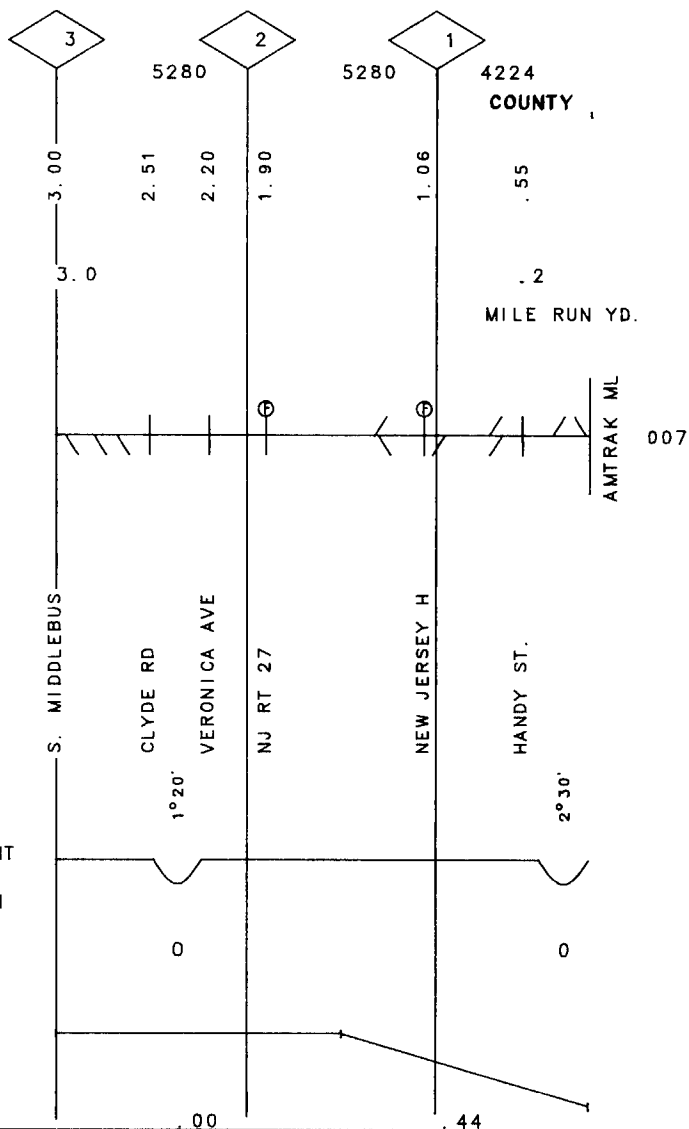 3 2 1
5280 5280 4224
COUNTY
3.00 2.51 2.20 1.90 1.06 .55
3.0 .2
MILE RUN YD.
AMTRAK ML
007
S. MIDDLEBUS
CLYDE RD
VERONICA AVE
NJ RT 27
NEW JERSEY H
HANDY ST.
1°20' 2°30'
0 0
.00 .44